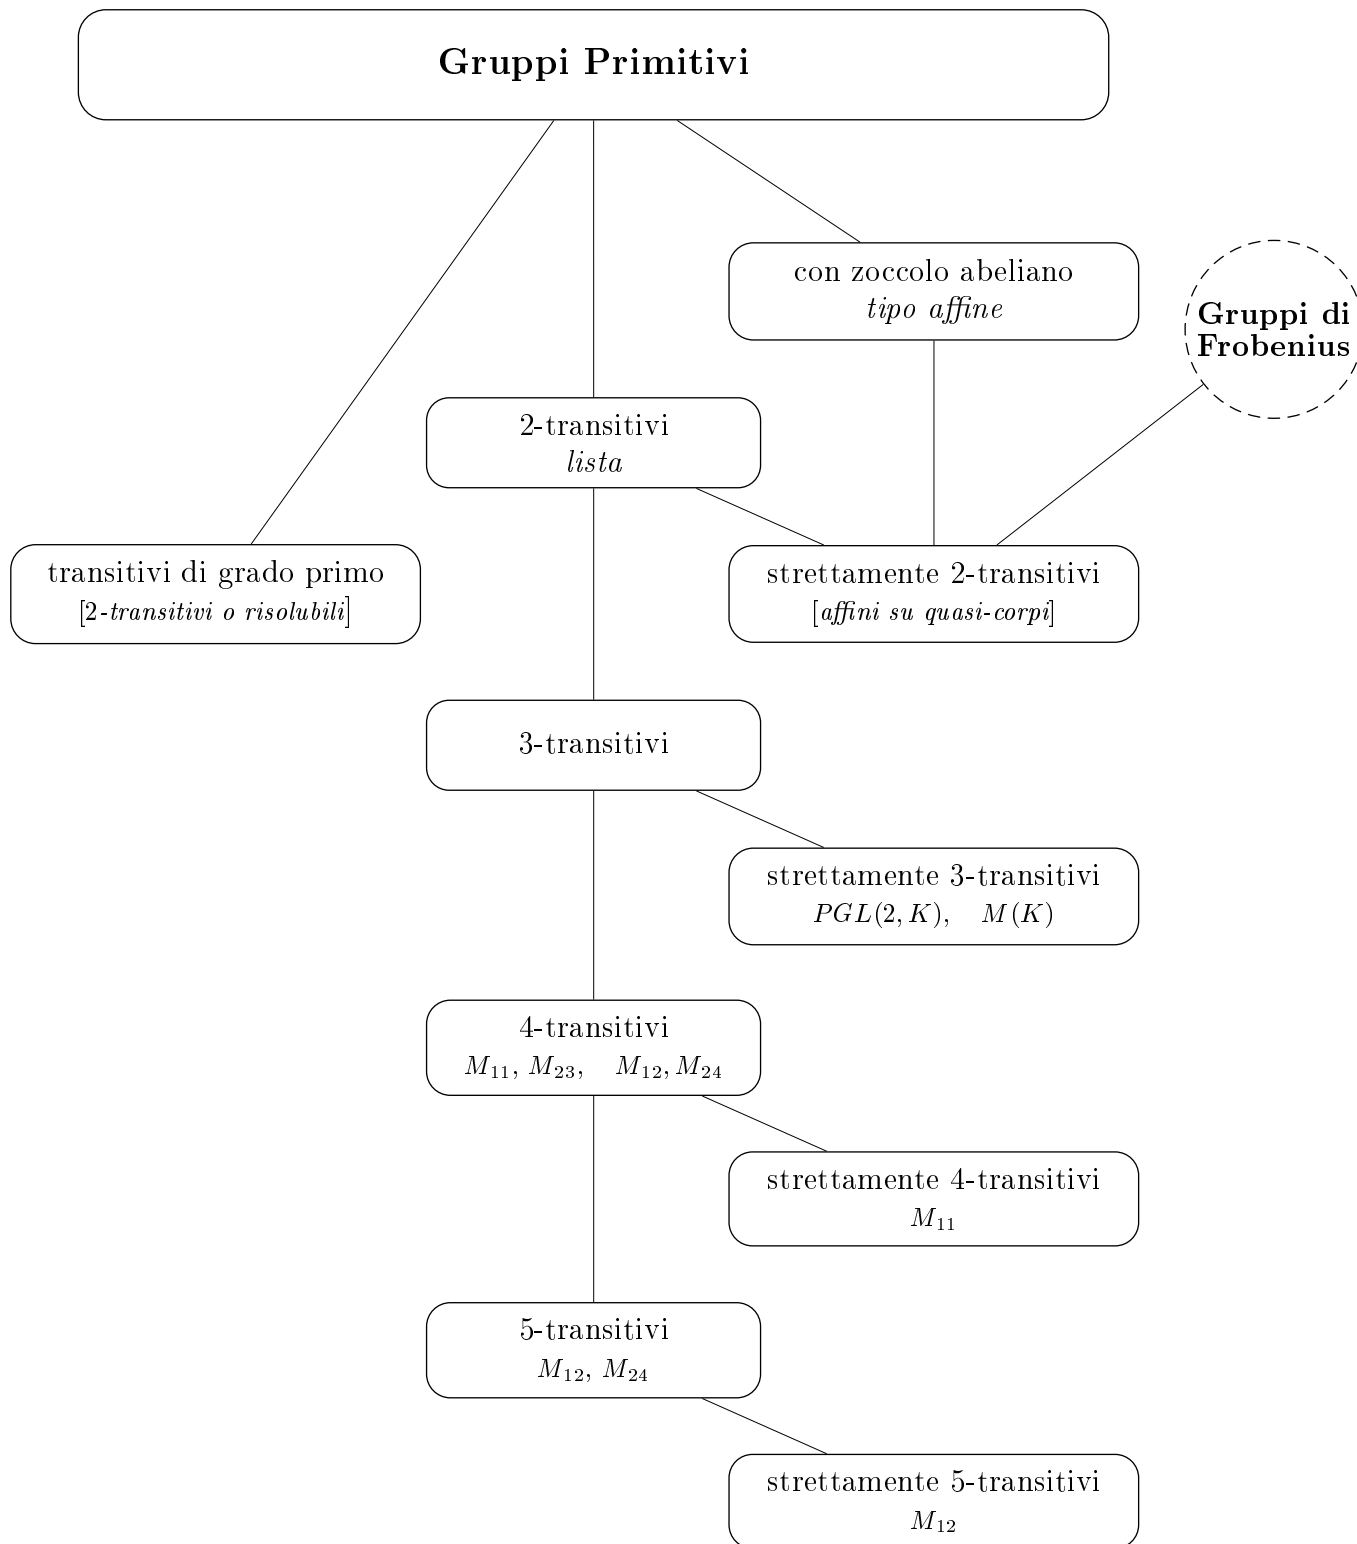 Gruppi Primitivi
con zoccolo abeliano
tipo affine
Gruppi di
Frobenius
2-transitivi
lista
transitivi di grado primo
[2-transitivi o risolubili]
strettamente 2-transitivi
[affini su quasi-corpi]
3-transitivi
strettamente 3-transitivi
PGL(2, K), M(K)
4-transitivi
M₁₁, M₂₃, M₁₂, M₂₄
strettamente 4-transitivi
M₁₁
5-transitivi
M₁₂, M₂₄
strettamente 5-transitivi
M₁₂